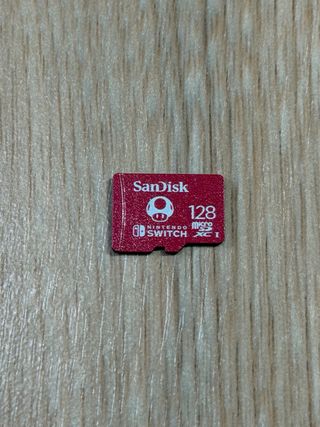 SanDisk
128
NINTENDO
SWITCH
micro
SD
XC I